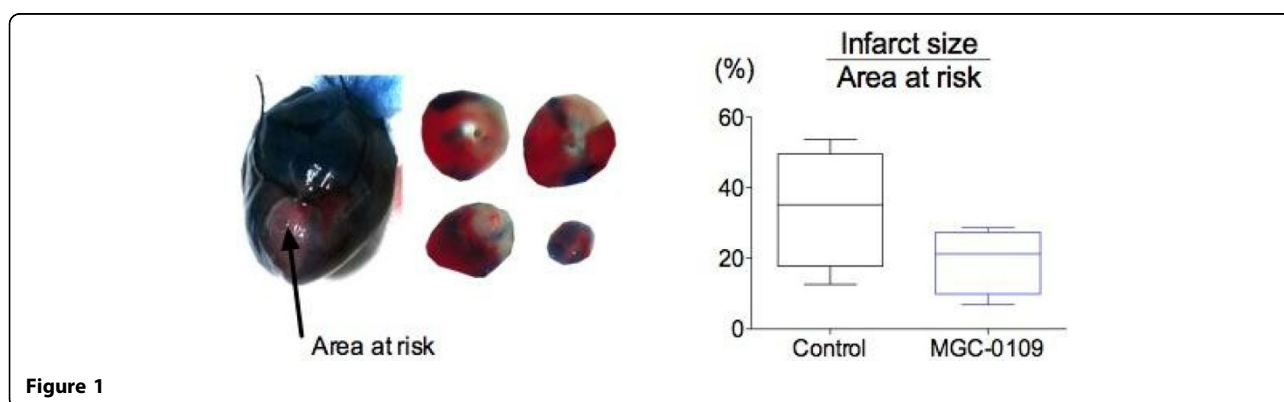 Area at risk
Infarct size
Area at risk
(%)
60
40
20
0
Control
MGC-0109
Figure 1